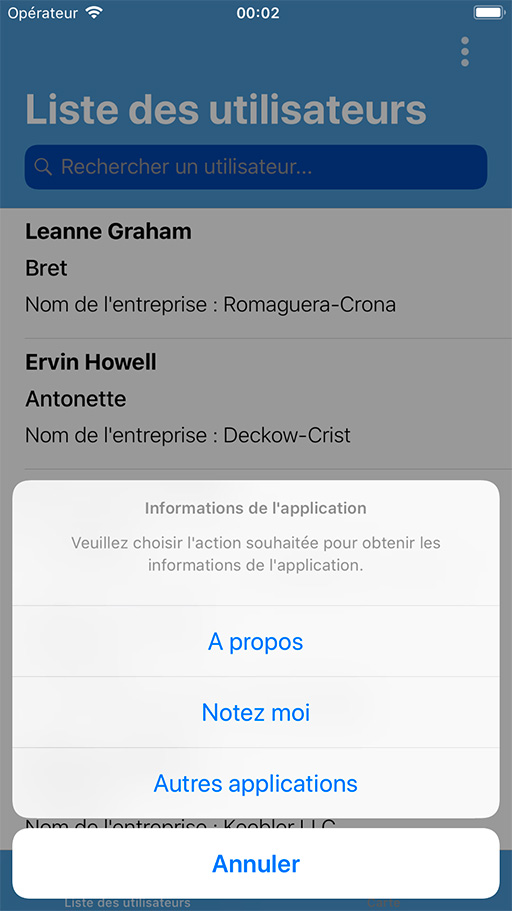 Opérateur 00:02
Liste des utilisateurs
Rechercher un utilisateur...
Leanne Graham
Bret
Nom de l'entreprise : Romaguera-Crona
Ervin Howell
Antonette
Nom de l'entreprise : Deckow-Crist
Informations de l'application
Veuillez choisir l'action souhaitée pour obtenir les
informations de l'application.
A propos
Notez moi
Autres applications
Nom de l'entreprise : Keebler LLC
Annuler
Liste des utilisateurs Carte